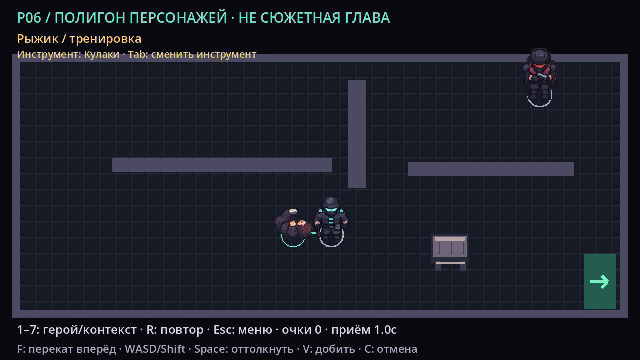 P06 / ПОЛИГОН ПЕРСОНАЖЕЙ · НЕ СЮЖЕТНАЯ ГЛАВА
Рыжик / тренировка
Инструмент: Кулаки · Tab: сменить инструмент
1–7: герой/контекст · R: повтор · Esc: меню · очки 0 · приём 1.0с
F: перекат вперёд · WASD/Shift · Space: оттолкнуть · V: добить · C: отмена